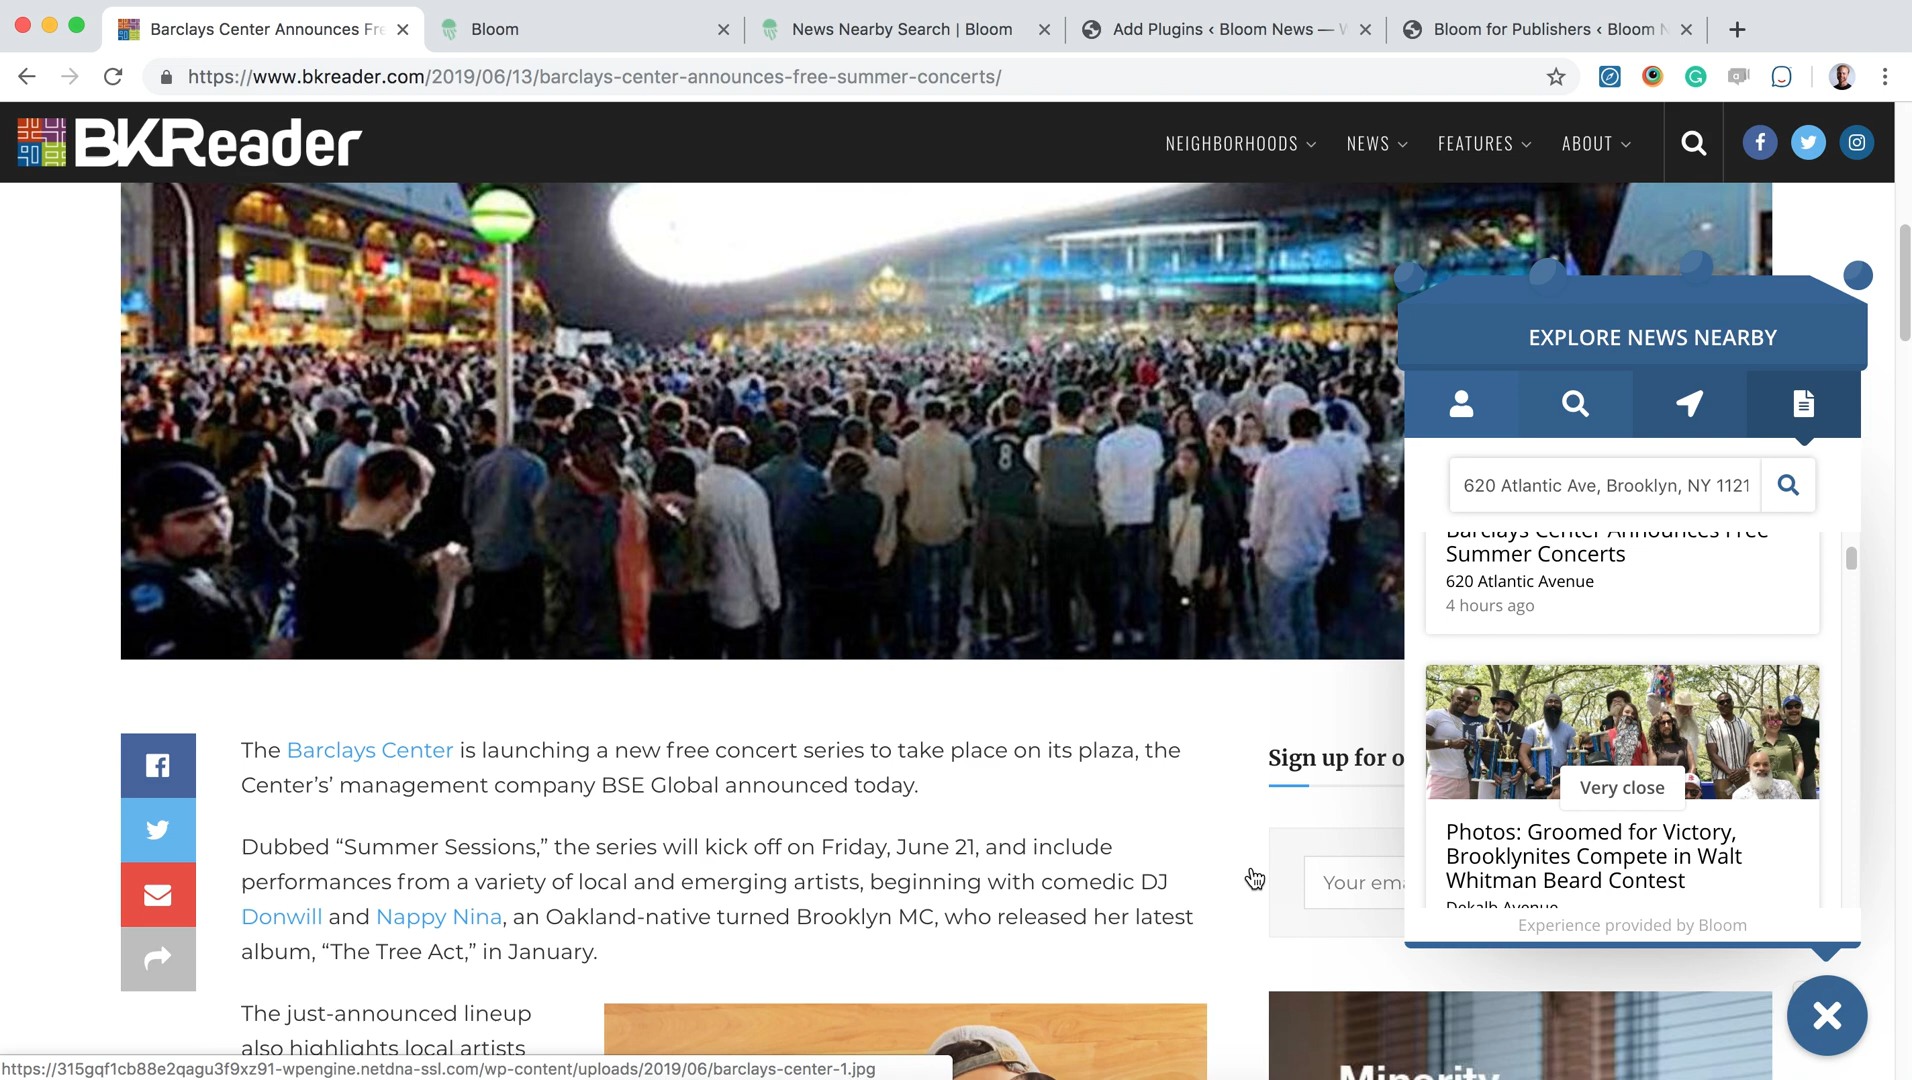 Barclays Center Announces Fre
Bloom
News Nearby Search | Bloom
Add Plugins ‹ Bloom News — W
Bloom for Publishers ‹ Bloom N
https://www.bkreader.com/2019/06/13/barclays-center-announces-free-summer-concerts/
BKReader
NEIGHBORHOODS
NEWS
FEATURES
ABOUT
EXPLORE NEWS NEARBY
620 Atlantic Ave, Brooklyn, NY 1121
Barclays Center Announces Free
Summer Concerts
620 Atlantic Avenue
4 hours ago
Very close
Photos: Groomed for Victory,
Brooklynites Compete in Walt
Whitman Beard Contest
Dekalb Avenue
Experience provided by Bloom
The Barclays Center is launching a new free concert series to take place on its plaza, the
Center’s’ management company BSE Global announced today.
Dubbed “Summer Sessions,” the series will kick off on Friday, June 21, and include
performances from a variety of local and emerging artists, beginning with comedic DJ
Donwill and Nappy Nina, an Oakland-native turned Brooklyn MC, who released her latest
album, “The Tree Act,” in January.
The just-announced lineup
also highlights local artists
Sign up for o
Your ema
Minority
https://315gqf1cb88e2qagu3f9xz91-wpengine.netdna-ssl.com/wp-content/uploads/2019/06/barclays-center-1.jpg